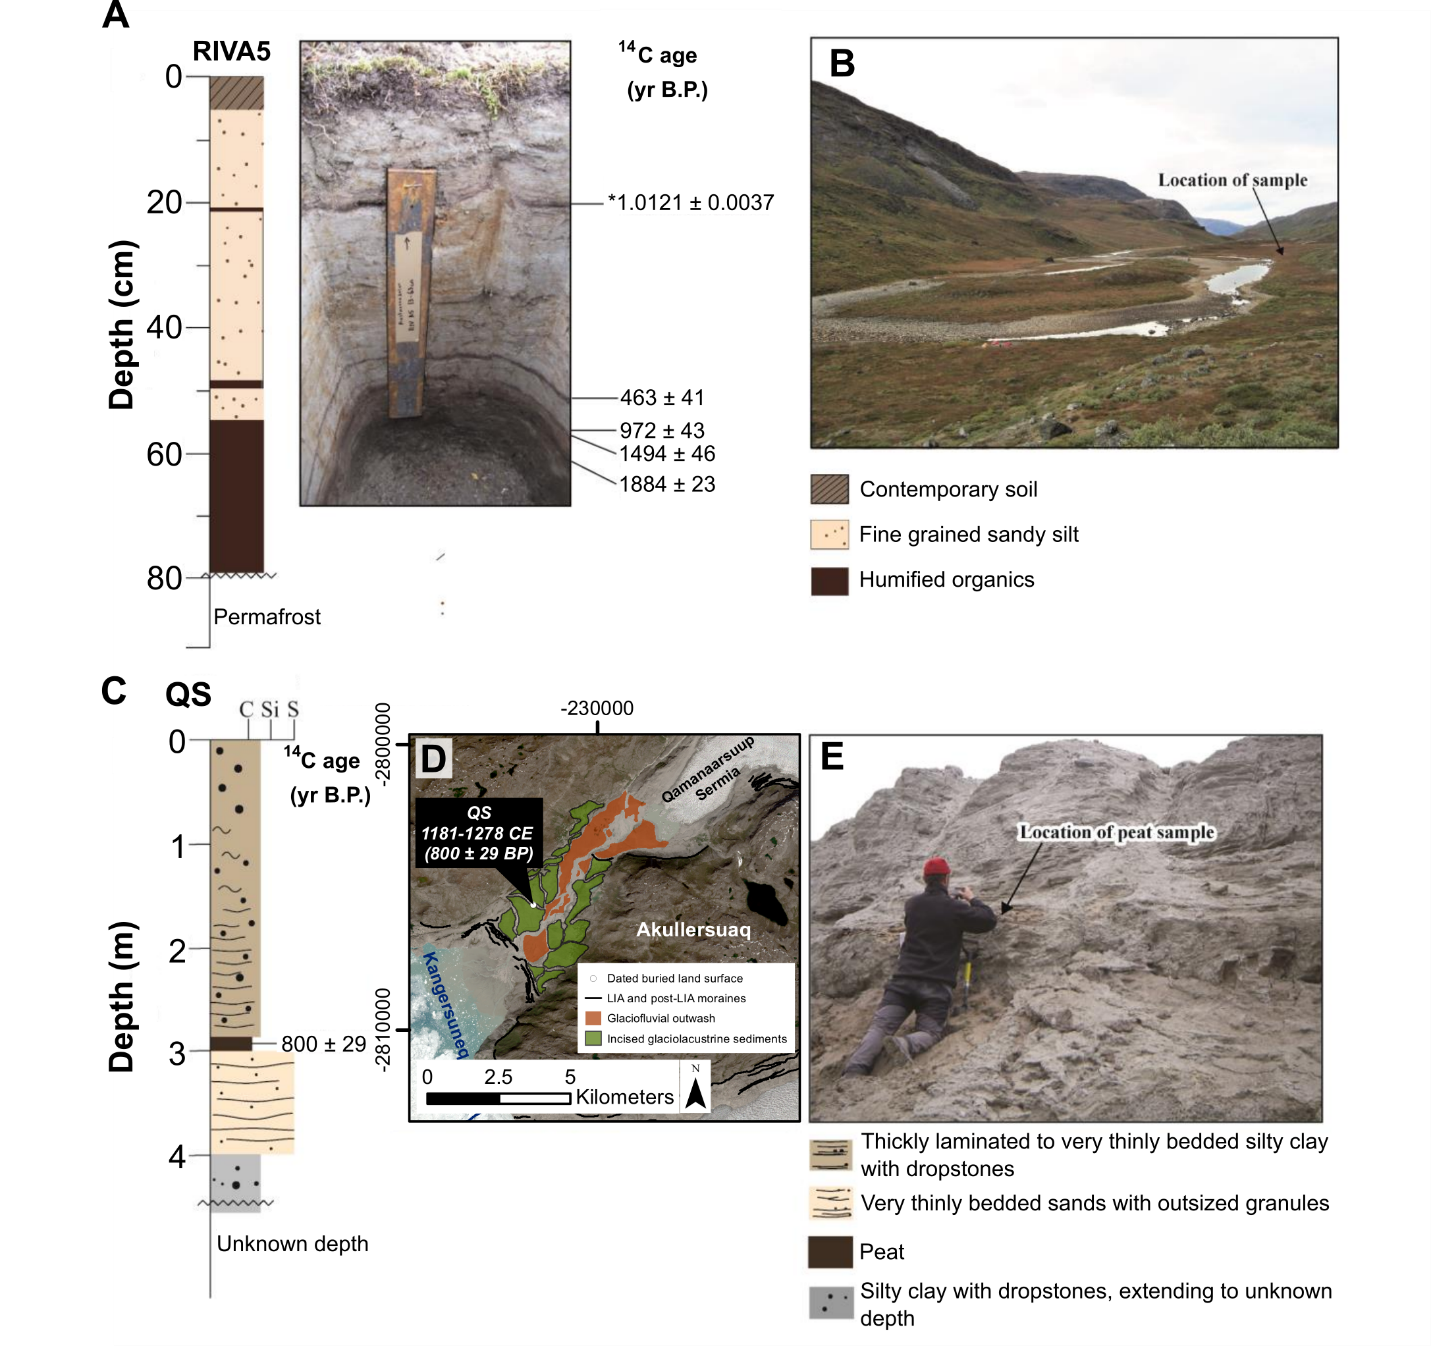 A
RIVA5
14C age
(yr B.P.)
0
20
40
60
80
Depth (cm)
*1.0121 ± 0.0037
463 ± 41
972 ± 43
1494 ± 46
1884 ± 23
Permafrost
B
Location of sample
Contemporary soil
Fine grained sandy silt
Humified organics
C
QS
C Si S
14C age
(yr B.P.)
0
1
2
3
4
Depth (m)
800 ± 29
Unknown depth
-230000
-2800000
-2810000
D
Qamanaarsuup
Sermia
QS
1181-1278 CE
(800 ± 29 BP)
Akullersuaq
Kangersuneq
Dated buried land surface
LIA and post-LIA moraines
Glaciofluvial outwash
Incised glaciolacustrine sediments
0 2.5 5
Kilometers
N
E
Location of peat sample
Thickly laminated to very thinly bedded silty clay
with dropstones
Very thinly bedded sands with outsized granules
Peat
Silty clay with dropstones, extending to unknown
depth